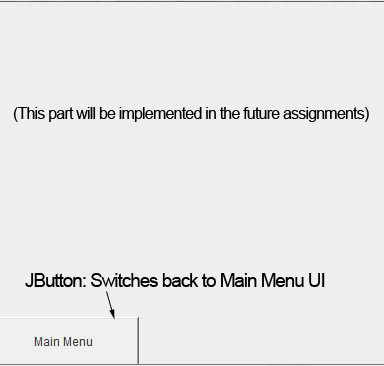 (This part will be implemented in the future assignments)
JButton: Switches back to Main Menu UI
Main Menu